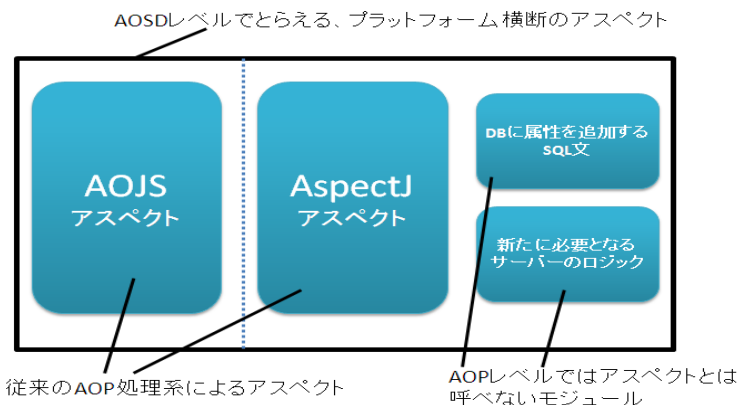 AOSDレベルでとらえる、プラットフォーム横断のアスペクト
AOJS
アスペクト
AspectJ
アスペクト
DBに属性を追加する
SQL文
新たに必要となる
サーバーのロジック
従来のAOP処理系によるアスペクト
AOPレベルではアスペクトとは
呼べないモジュール